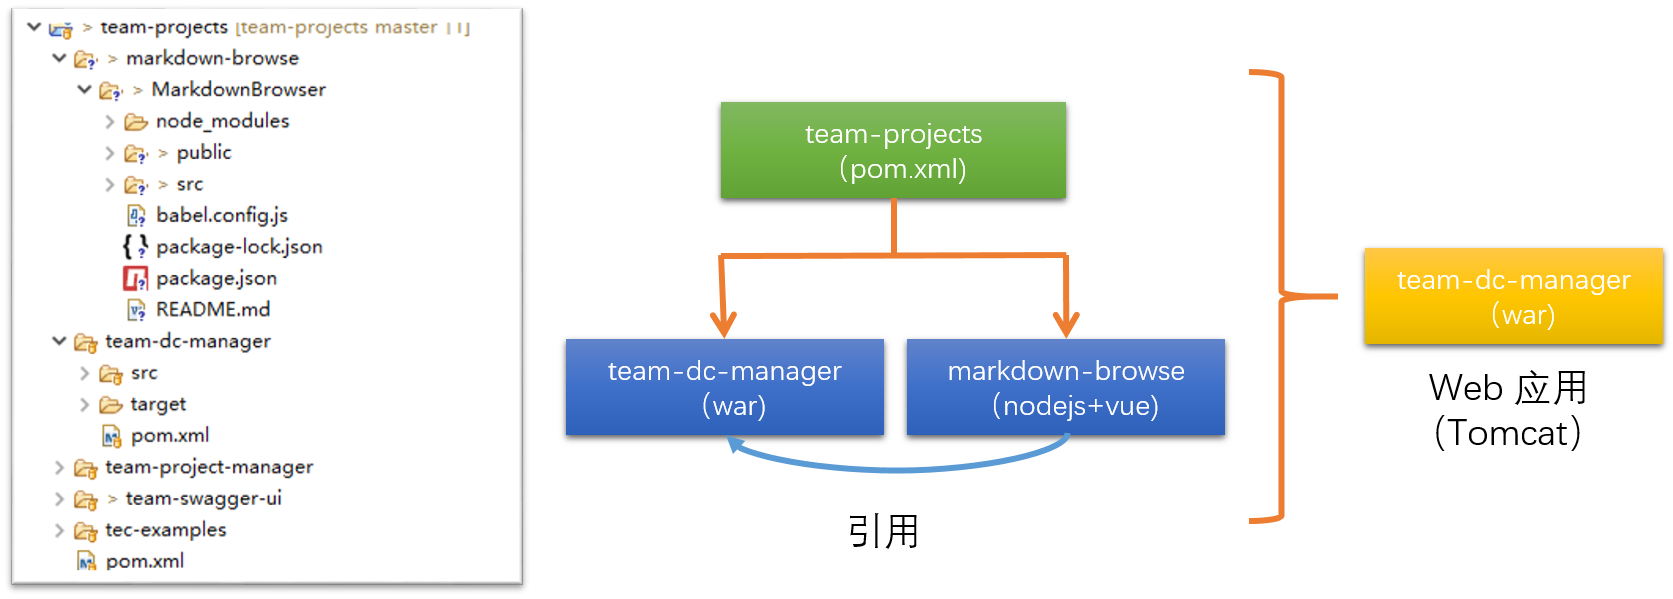 > team-projects [team-projects master ↑1]
> markdown-browse
> MarkdownBrowser
node_modules
> public
> src
babel.config.js
package-lock.json
package.json
README.md
team-dc-manager
src
target
pom.xml
team-project-manager
> team-swagger-ui
tec-examples
pom.xml
team-projects
(pom.xml)
team-dc-manager
(war)
markdown-browse
(nodejs+vue)
引用
team-dc-manager
(war)
Web 应用
(Tomcat)